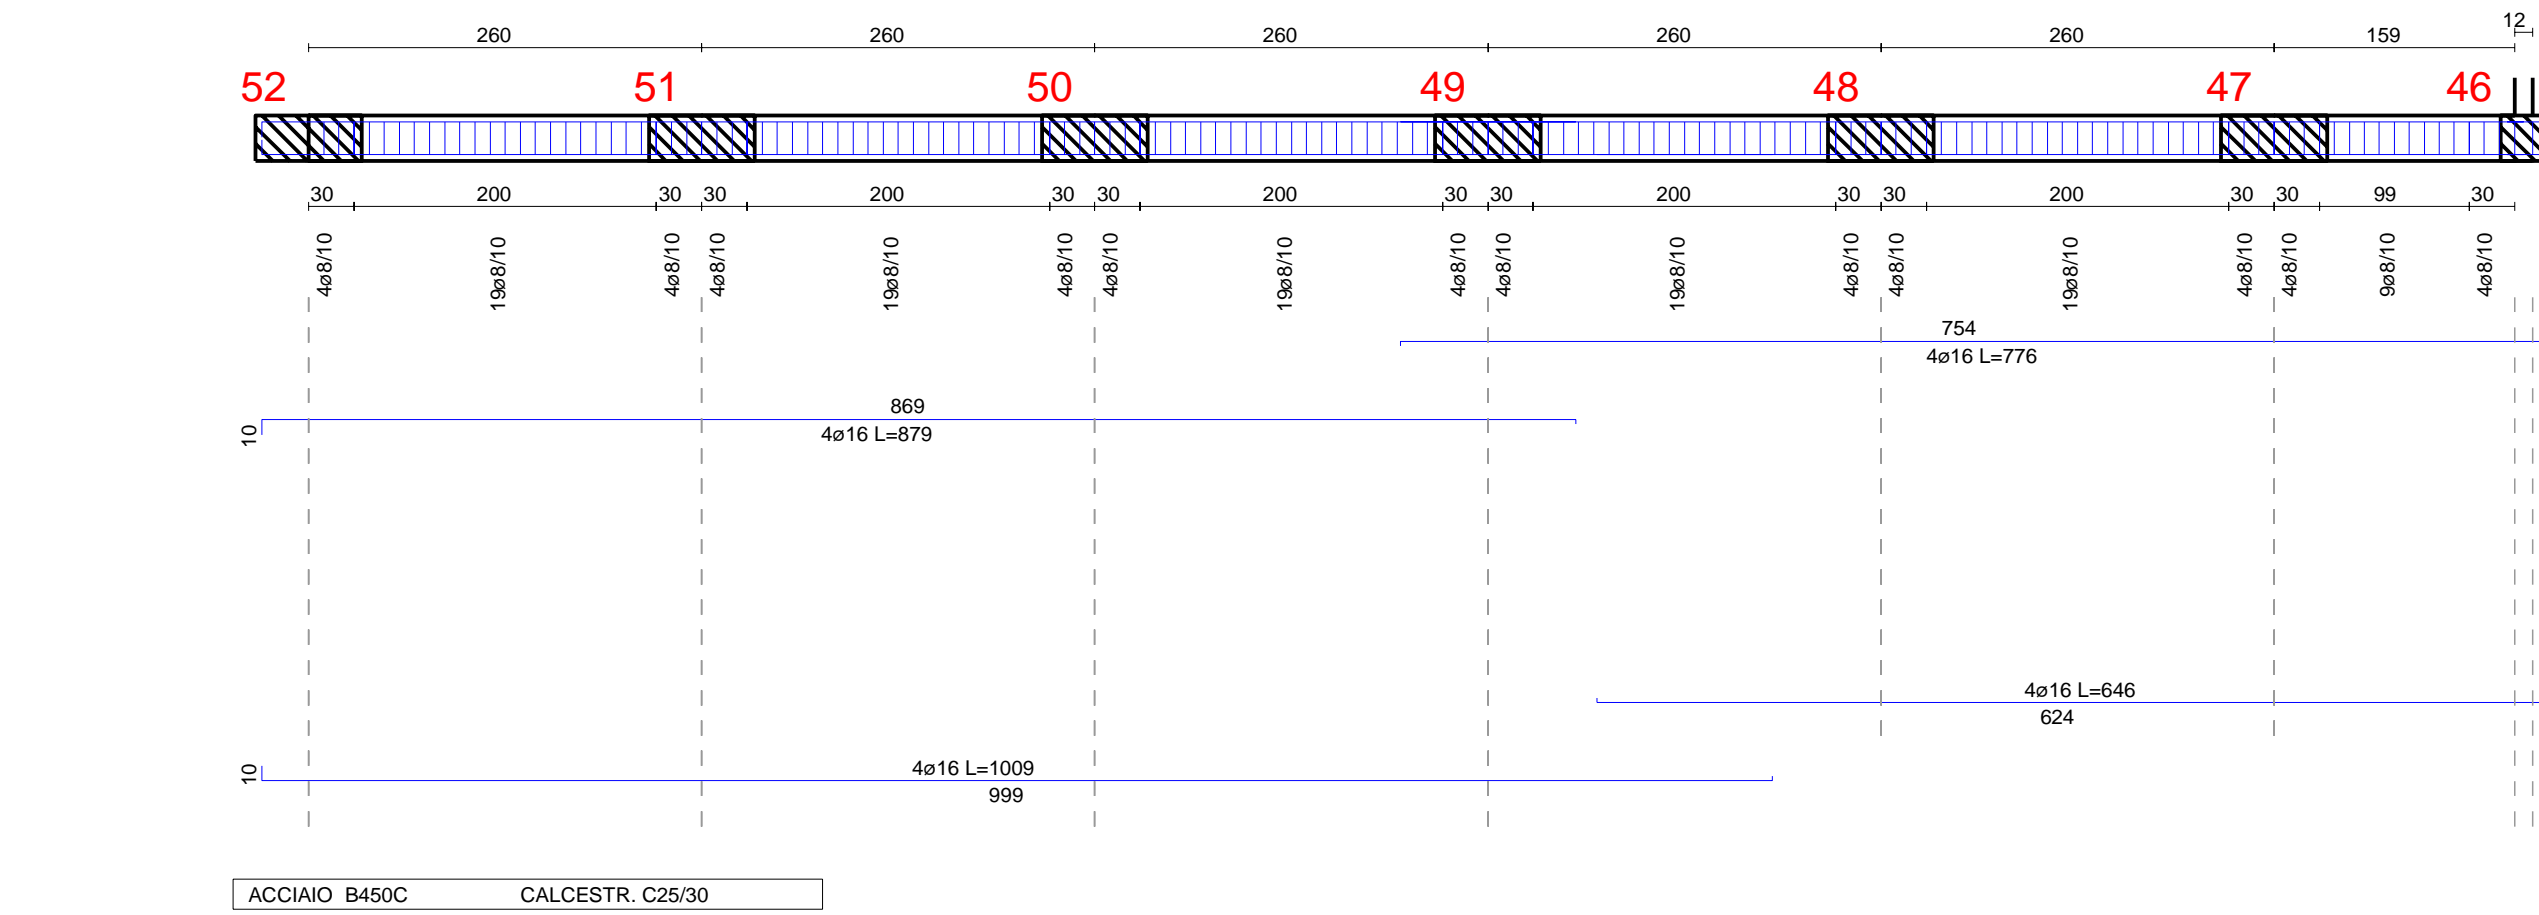 12
260 260 260 260 260 159
52 51 50 49 48 47 46
30 200 30 30 200 30 30 200 30 30 200 30 30 200 30 30 99 30
4ø8/10 19ø8/10 4ø8/10 4ø8/10 19ø8/10 4ø8/10 4ø8/10 19ø8/10 4ø8/10 4ø8/10 19ø8/10 4ø8/10 4ø8/10 19ø8/10 4ø8/10 4ø8/10 9ø8/10 4ø8/10
754
4ø16 L=776
869
10
4ø16 L=879
4ø16 L=646
624
4ø16 L=1009
10
999
ACCIAIO B450C CALCESTR. C25/30